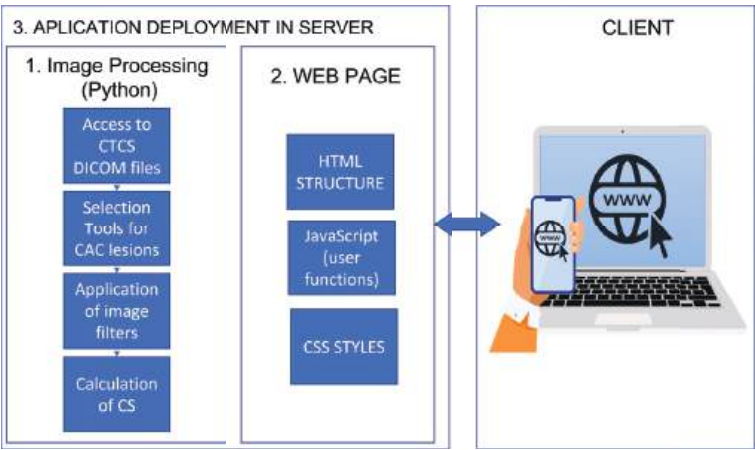 3. APLICATION DEPLOYMENT IN SERVER
1. Image Processing
(Python)
Access to
CTCS
DICOM files
Selection
Tools for
CAC lesions
Application
of image
filters
Calculation
of CS
2. WEB PAGE
HTML
STRUCTURE
JavaScript
(user
functions)
CSS STYLES
CLIENT
www
www